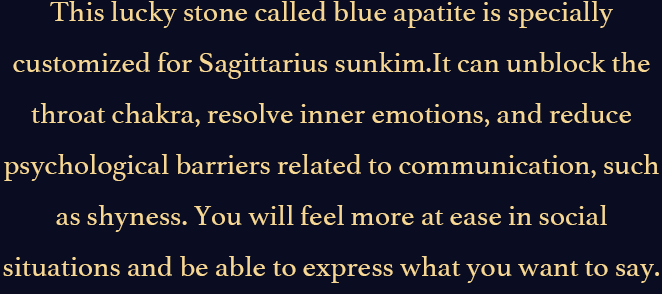 This lucky stone called blue apatite is specially
customized for Sagittarius sunkim.It can unblock the
throat chakra, resolve inner emotions, and reduce
psychological barriers related to communication, such
as shyness. You will feel more at ease in social
situations and be able to express what you want to say.